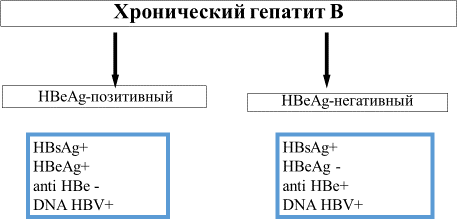 Хронический гепатит В
HBeAg-позитивный
HBeAg-негативный
HBsAg+
HBeAg+
anti HBe -
DNA HBV+
HBsAg+
HBeAg -
anti HBe+
DNA HBV+